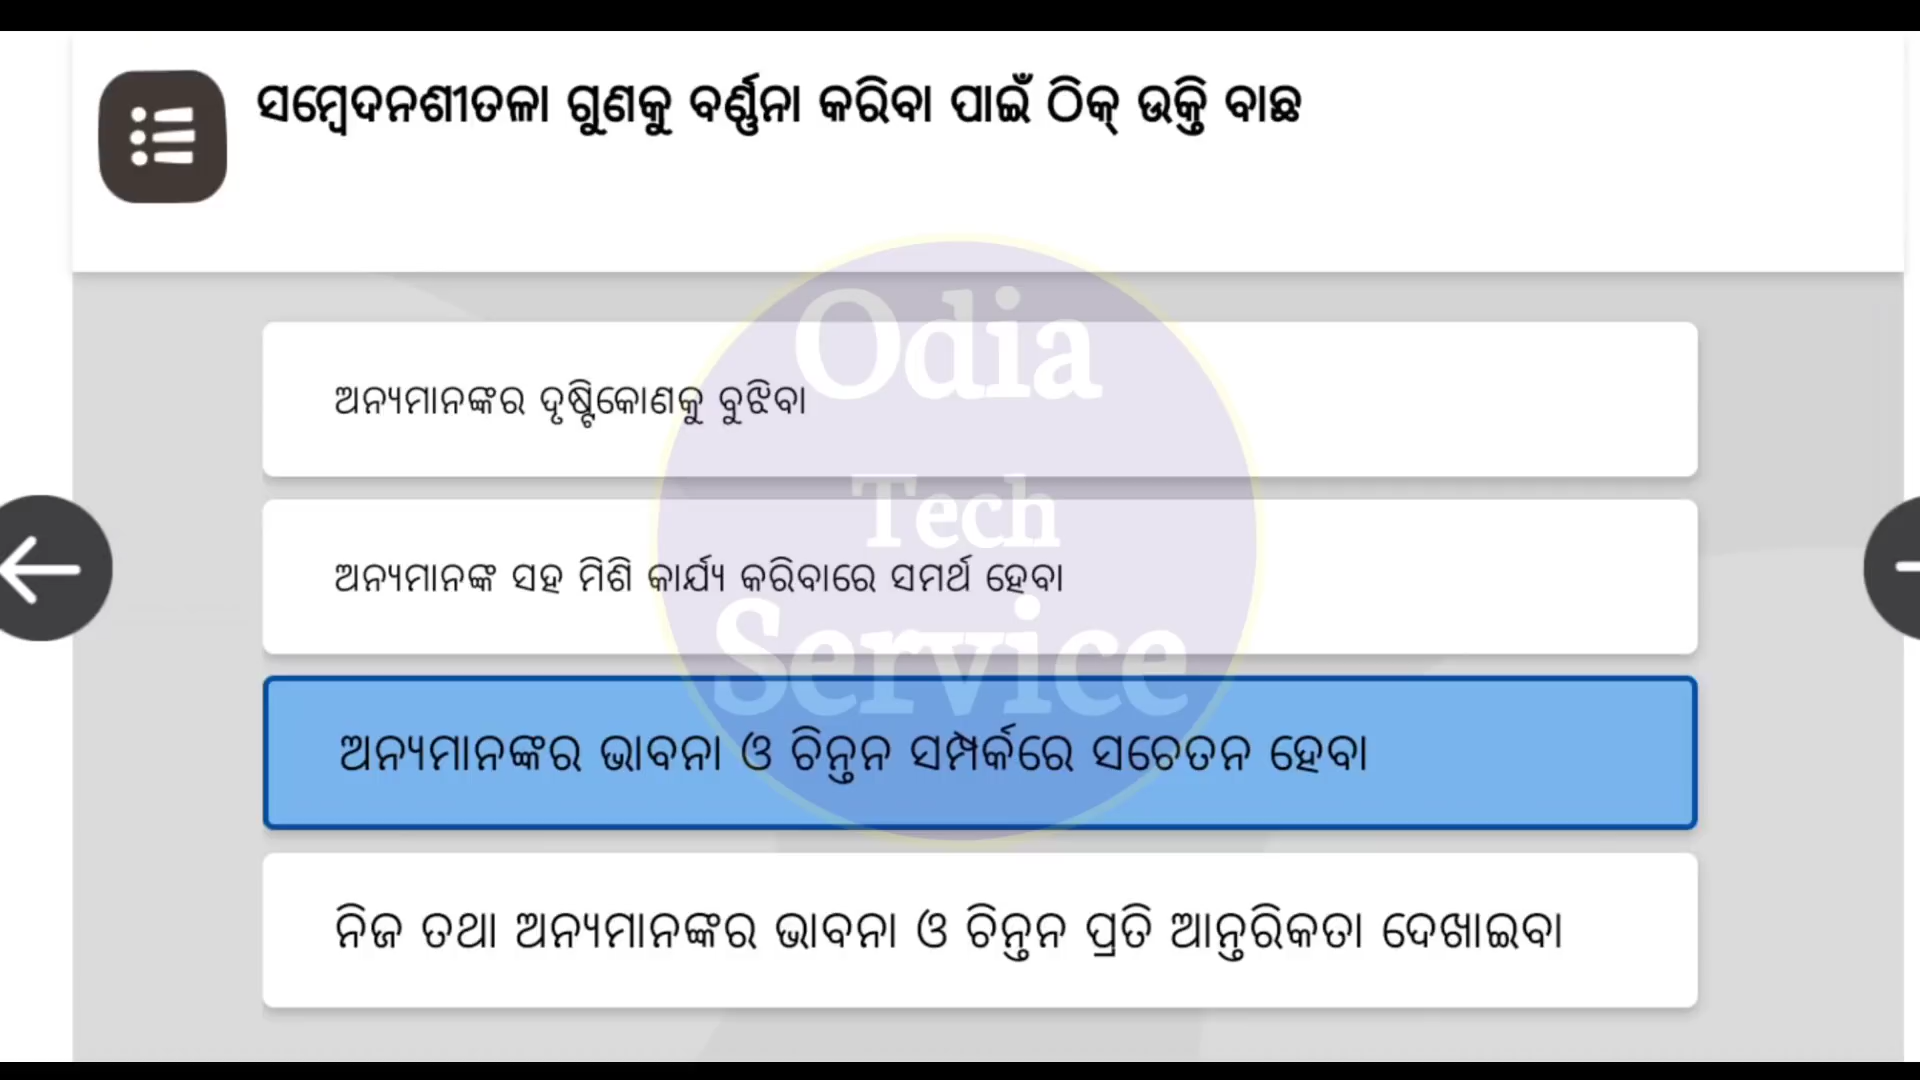 ସମ୍ବେଦନଶୀତଳା ଗୁଣକୁ ବର୍ଣ୍ଣନା କରିବା ପାଇଁ ଠିକ୍ ଉକ୍ତି ବାଛ
Odia
ଅନ୍ୟମାନଙ୍କର ଦୃଷ୍ଟିକୋଣକୁ ବୁଝିବା
Tech
ଅନ୍ୟମାନଙ୍କ ସହ ମିଶି କାର୍ଯ୍ୟ କରିବାରେ ସମର୍ଥ ହେବା
Service
ଅନ୍ୟମାନଙ୍କର ଭାବନା ଓ ଚିନ୍ତନ ସମ୍ପର୍କରେ ସଚେତନ ହେବା
ନିଜ ତଥା ଅନ୍ୟମାନଙ୍କର ଭାବନା ଓ ଚିନ୍ତନ ପ୍ରତି ଆନ୍ତରିକତା ଦେଖାଇବା